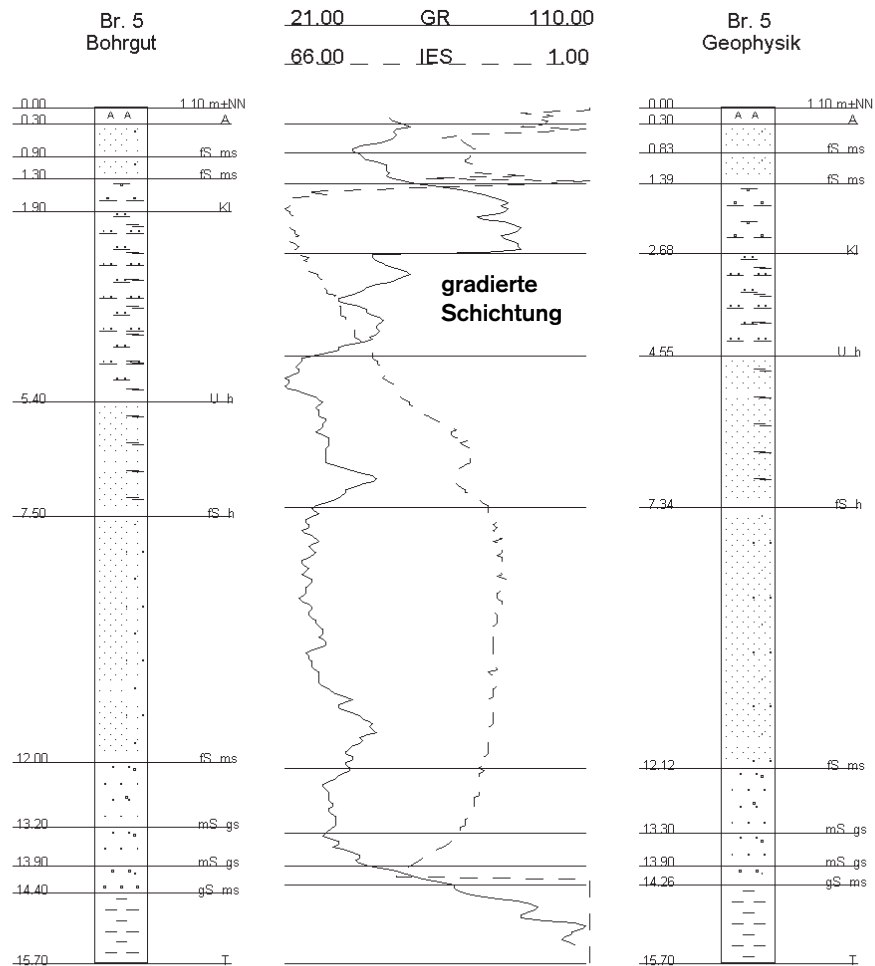 Br. 5
Bohrgut
21.00 GR 110.00
66.00 IES 1.00
Br. 5
Geophysik
0.00 1.10 m+NN
A A
0.30 A
0.90 fS ms
1.30 fS ms
1.90 Kl
5.40 U h
7.50 fS h
12.00 fS ms
13.20 mS gs
13.90 mS gs
14.40 gS ms
15.70 T
gradierte
Schichtung
0.00 1.10 m+NN
A A
0.30 A
0.83 fS ms
1.39 fS ms
2.68 Kl
4.55 U h
7.34 fS h
12.12 fS ms
13.30 mS gs
13.90 mS gs
14.26 gS ms
15.70 T